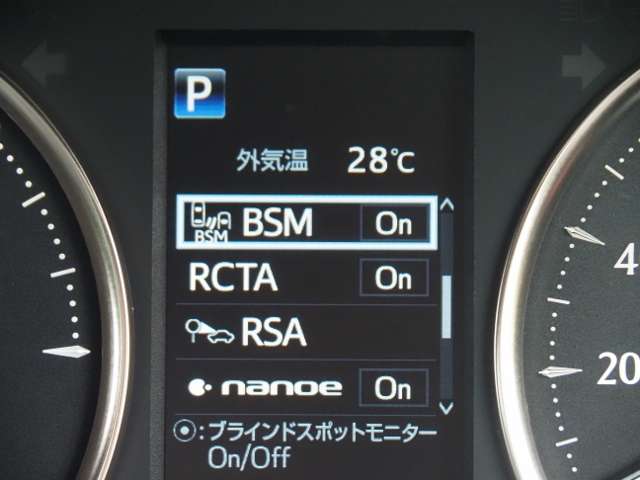 P
外気温 28℃
BSM BSM On
RCTA On
RSA
nanoe On
4
20
⦿:ブラインドスポットモニター
On/Off